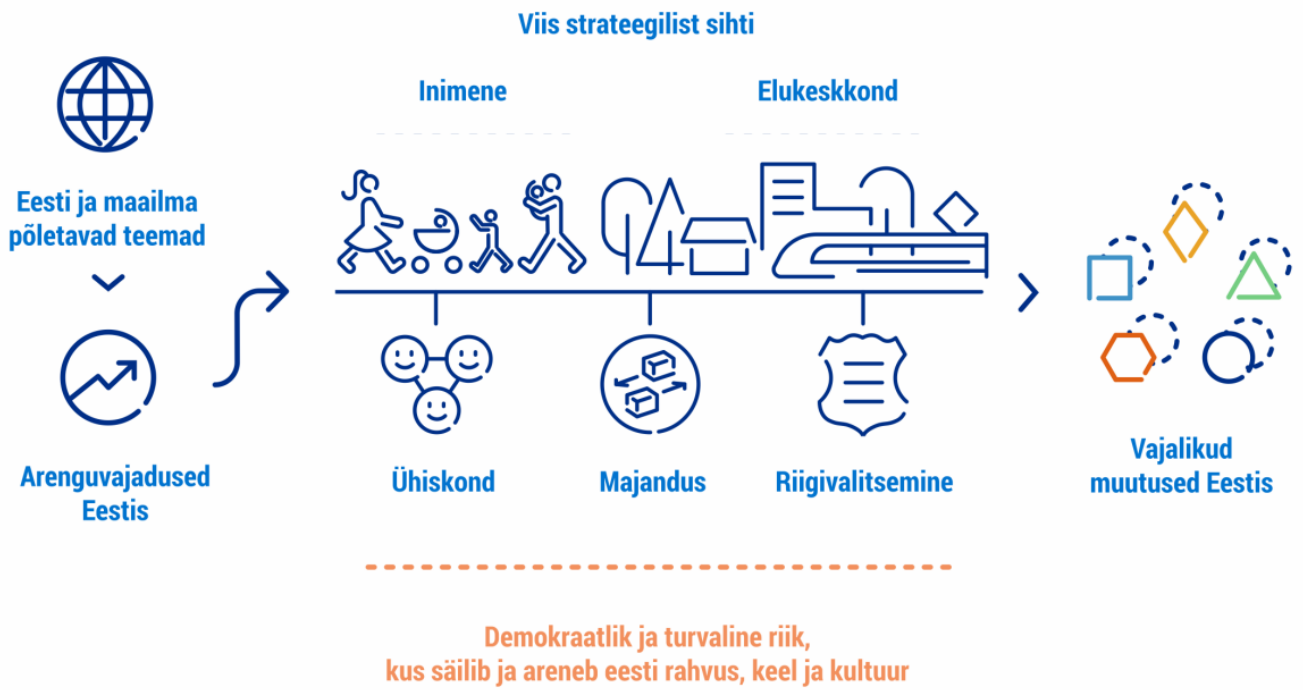 Viis strateegilist sihti
Inimene
Elukeskkond
Eesti ja maailma
põletavad teemad
Arenguvajadused
Eestis
Ühiskond
Majandus
Riigivalitsemine
Vajalikud
muutused Eestis
Demokraatlik ja turvaline riik,
kus säilib ja areneb eesti rahvus, keel ja kultuur